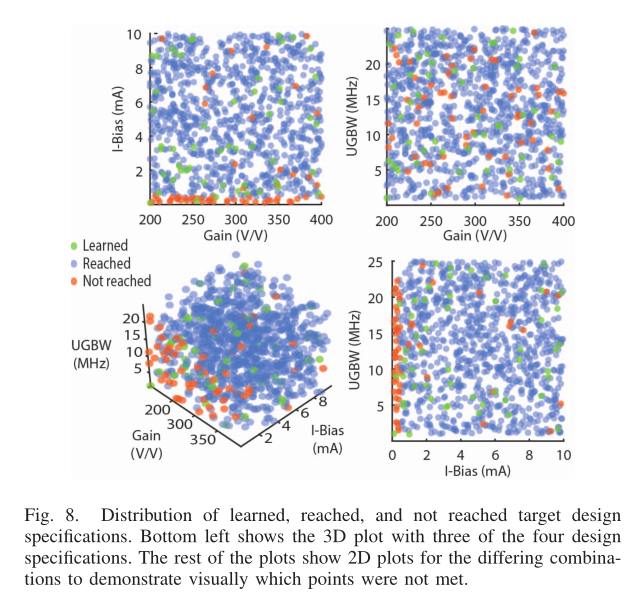 10
8
6
4
2
I-Bias (mA)
200 250 300 350 400
Gain (V/V)
20
15
10
5
UGBW (MHz)
200 250 300 350 400
Gain (V/V)
Learned
Reached
Not reached
20
15
10
5
UGBW
(MHz)
200
300
350
Gain
(V/V)
2
4
6
8
I-Bias
(mA)
25
20
15
10
5
UGBW (MHz)
0 2 4 6 8 10
I-Bias (mA)
Fig. 8. Distribution of learned, reached, and not reached target design
specifications. Bottom left shows the 3D plot with three of the four design
specifications. The rest of the plots show 2D plots for the differing combina-
tions to demonstrate visually which points were not met.